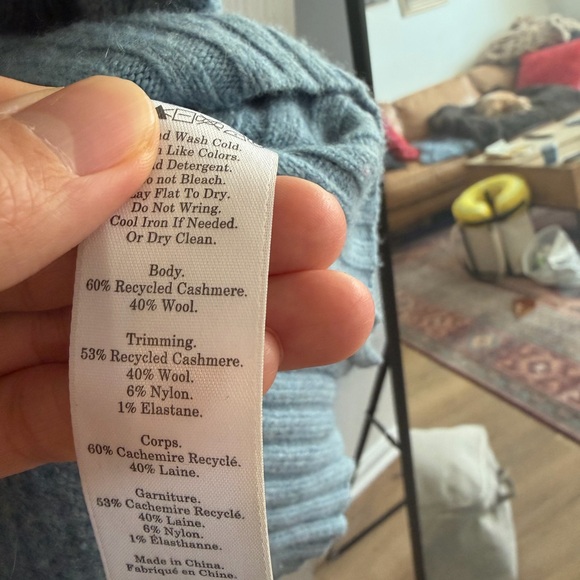 Wash Cold.
Like Colors.
Detergent.
not Bleach.
Lay Flat To Dry.
Do Not Wring.
Cool Iron If Needed.
Or Dry Clean.
Body.
60% Recycled Cashmere.
40% Wool.
Trimming.
53% Recycled Cashmere.
40% Wool.
6% Nylon.
1% Elastane.
Corps.
60% Cachemire Recyclé.
40% Laine.
Garniture.
53% Cachemire Recyclé.
40% Laine.
6% Nylon.
1% Élasthanne.
Made in China.
Fabriqué en Chine.